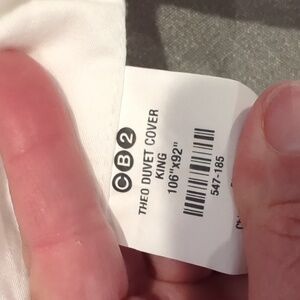 CB2
THEO DUVET COVER
KING
106"x92"
547-185